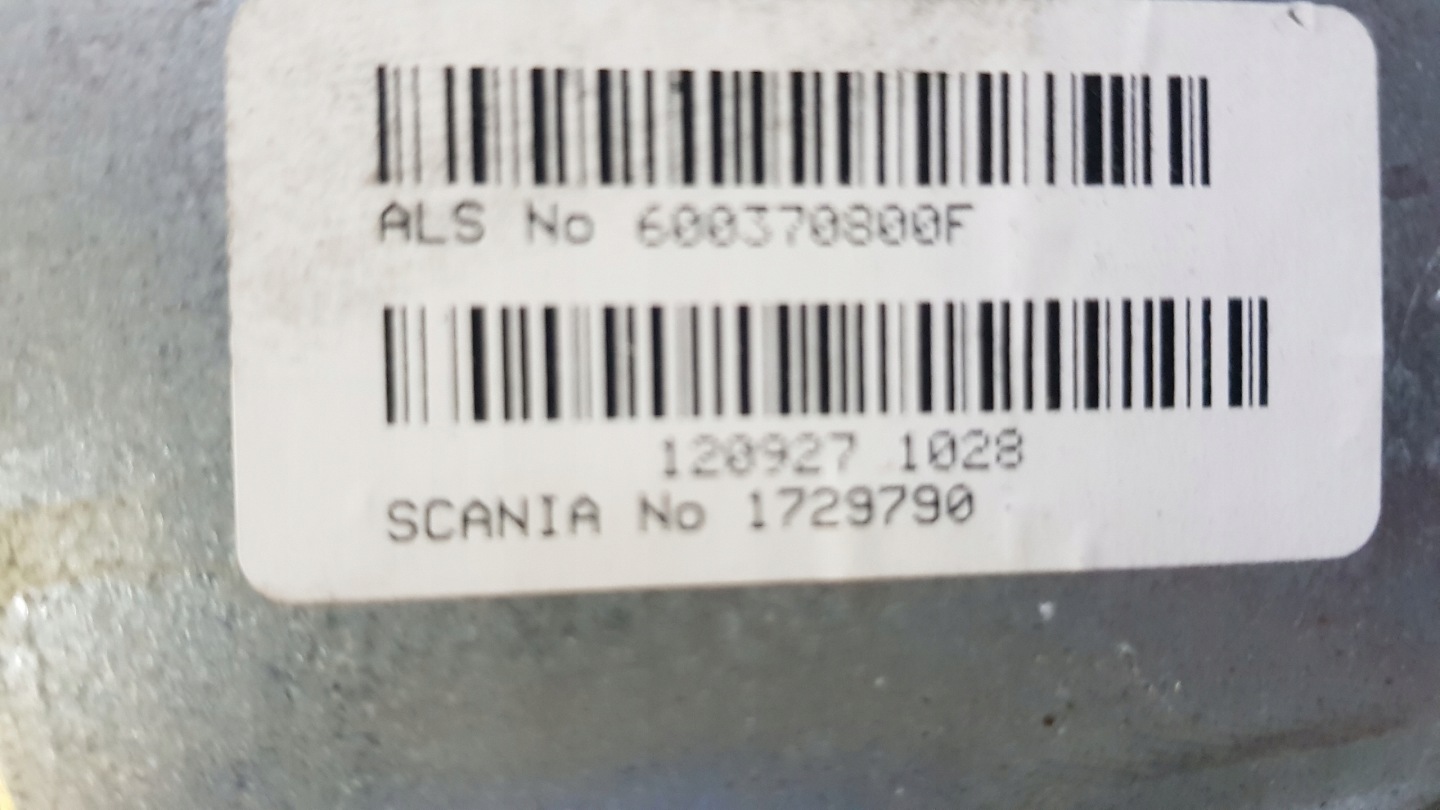 ALS No 600370800F
120927 1028
SCANIA No 1729790